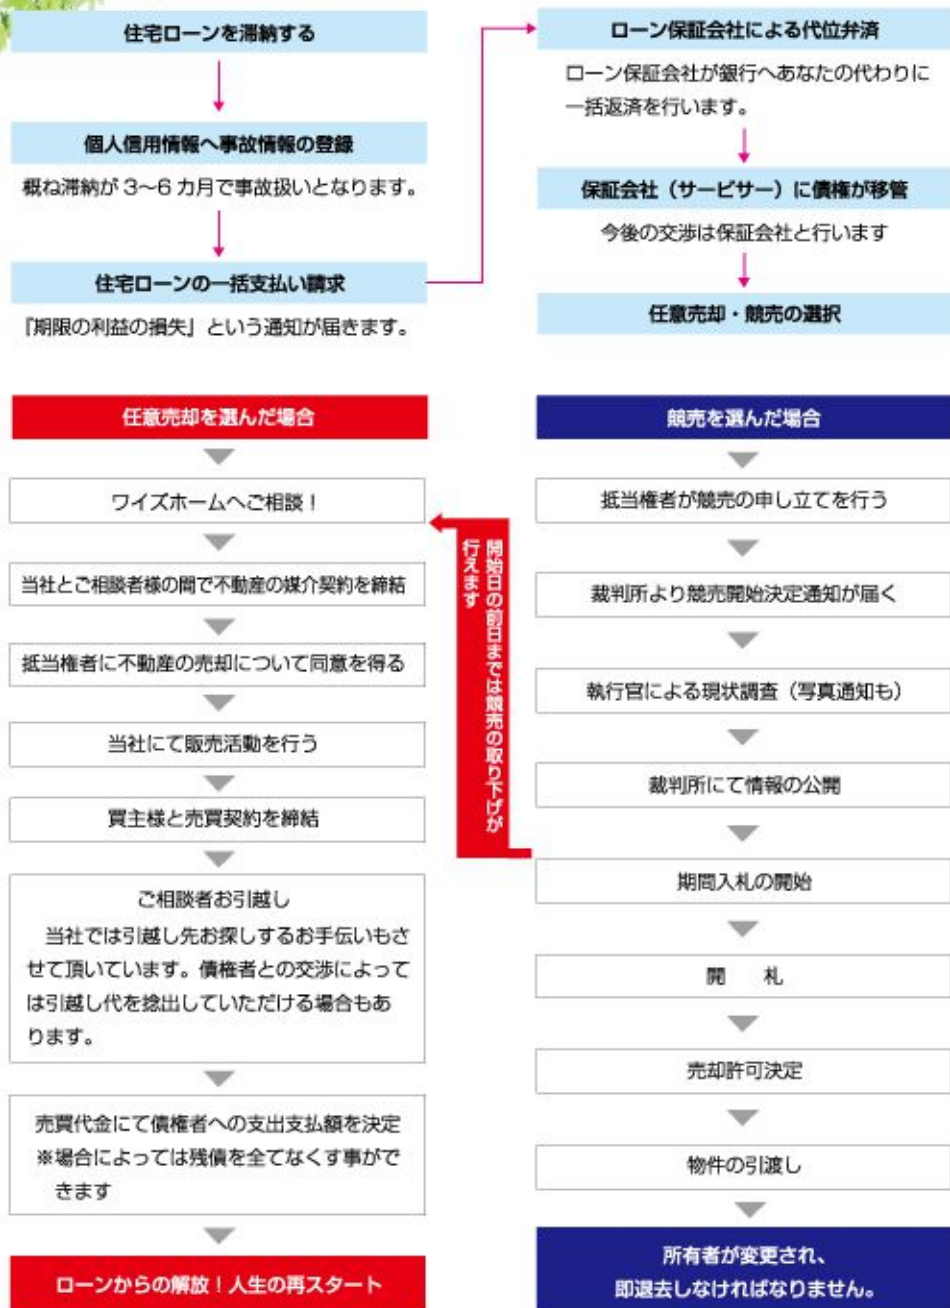 住宅ローンを滞納する
個人信用情報へ事故情報の登録
概ね滞納が3〜6カ月で事故扱いとなります。
住宅ローンの一括支払い請求
『期限の利益の損失」という通知が届きます。
ローン保証会社による代位弁済
ローン保証会社が銀行へあなたの代わりに
一括返済を行います。
保証会社（サービサー）に債権が移管
今後の交渉は保証会社と行います
任意売却・競売の選択
任意売却を選んだ場合
ワイズホームへご相談！
当社とご相談者様の間で不動産の媒介契約を締結
抵当権者に不動産の売却について同意を得る
当社にて販売活動を行う
買主様と売買契約を締結
ご相談者お引越し
当社では引越し先お探しするお手伝いもさ
せて頂いています。債権者との交渉によって
は引越し代を捻出していただける場合もあ
ります。
売買代金にて債権者への支出支払額を決定
※場合によっては残債を全てなくす事がで
きます
ローンからの解放！人生の再スタート
開始日の前日までは競売の取り下げが
行えます
競売を選んだ場合
抵当権者が競売の申し立てを行う
裁判所より競売開始決定通知が届く
執行官による現状調査（写真通知も）
裁判所にて情報の公開
期間入札の開始
開　札
売却許可決定
物件の引渡し
所有者が変更され、
即退去しなければなりません。